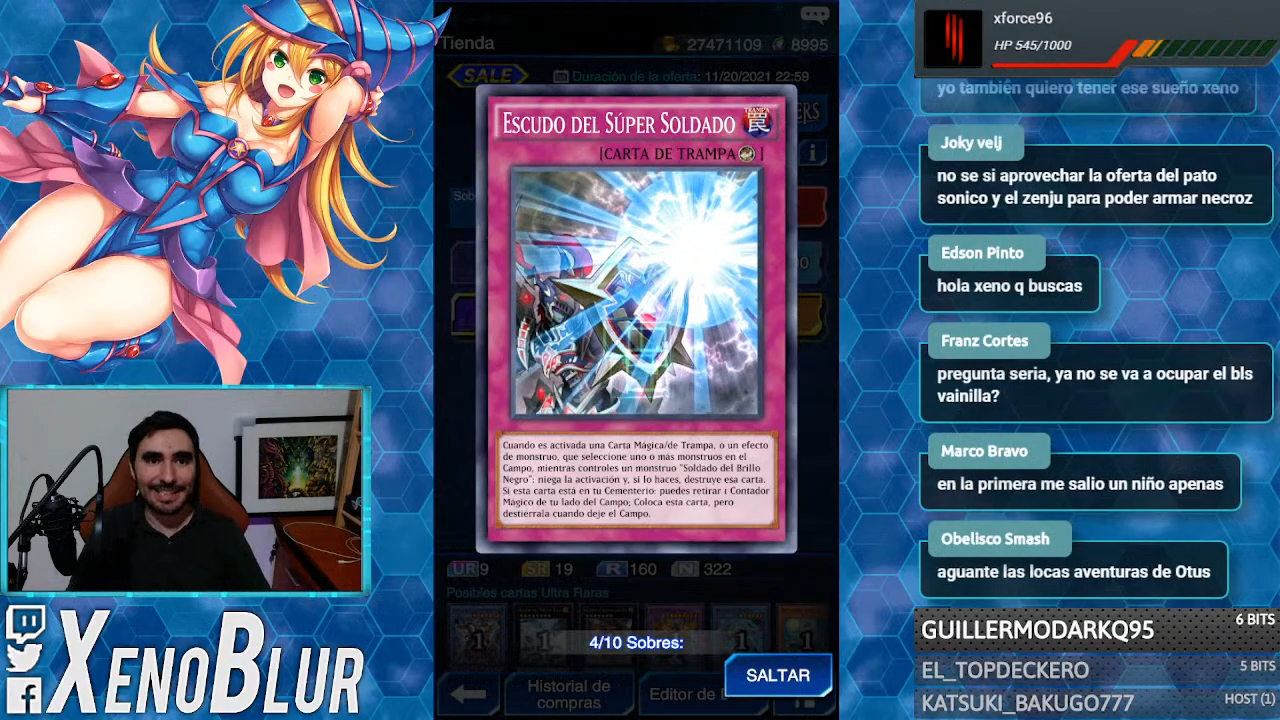 Tienda
27471109
8995
SALE
Duración de la oferta: 11/20/2021 22:59
ESCUDO DEL SÚPER SOLDADO
TRAMPA
罠
[CARTA DE TRAMPA ]
Cuando es activada una Carta Mágica/de Trampa, o un efecto
de monstruo, que seleccione uno o más monstruos en el
Campo, mientras controles un monstruo "Soldado del Brillo
Negro": niega la activación y, si lo haces, destruye esa carta.
Si esta carta está en tu Cementerio: puedes retirar 1 Contador
Mágico de tu lado del Campo; Coloca esta carta, pero
destiérrala cuando deje el Campo.
UR 9
SR 19
R 160
N 322
Posibles cartas Ultra Raras
1
1
1
1
4/10 Sobres:
SALTAR
Historial de
compras
Editor de
XENOBLUR
xforce96
HP 545/1000
yo también quiero tener ese sueño xeno
Joky velj
no se si aprovechar la oferta del pato
sonico y el zenju para poder armar necroz
Edson Pinto
hola xeno q buscas
Franz Cortes
pregunta seria, ya no se va a ocupar el bls
vainilla?
Marco Bravo
en la primera me salio un niño apenas
Obelisco Smash
aguante las locas aventuras de Otus
GUILLERMODARKQ95
6 BITS
EL_TOPDECKERO
5 BITS
KATSUKI_BAKUGO777
HOST (1)